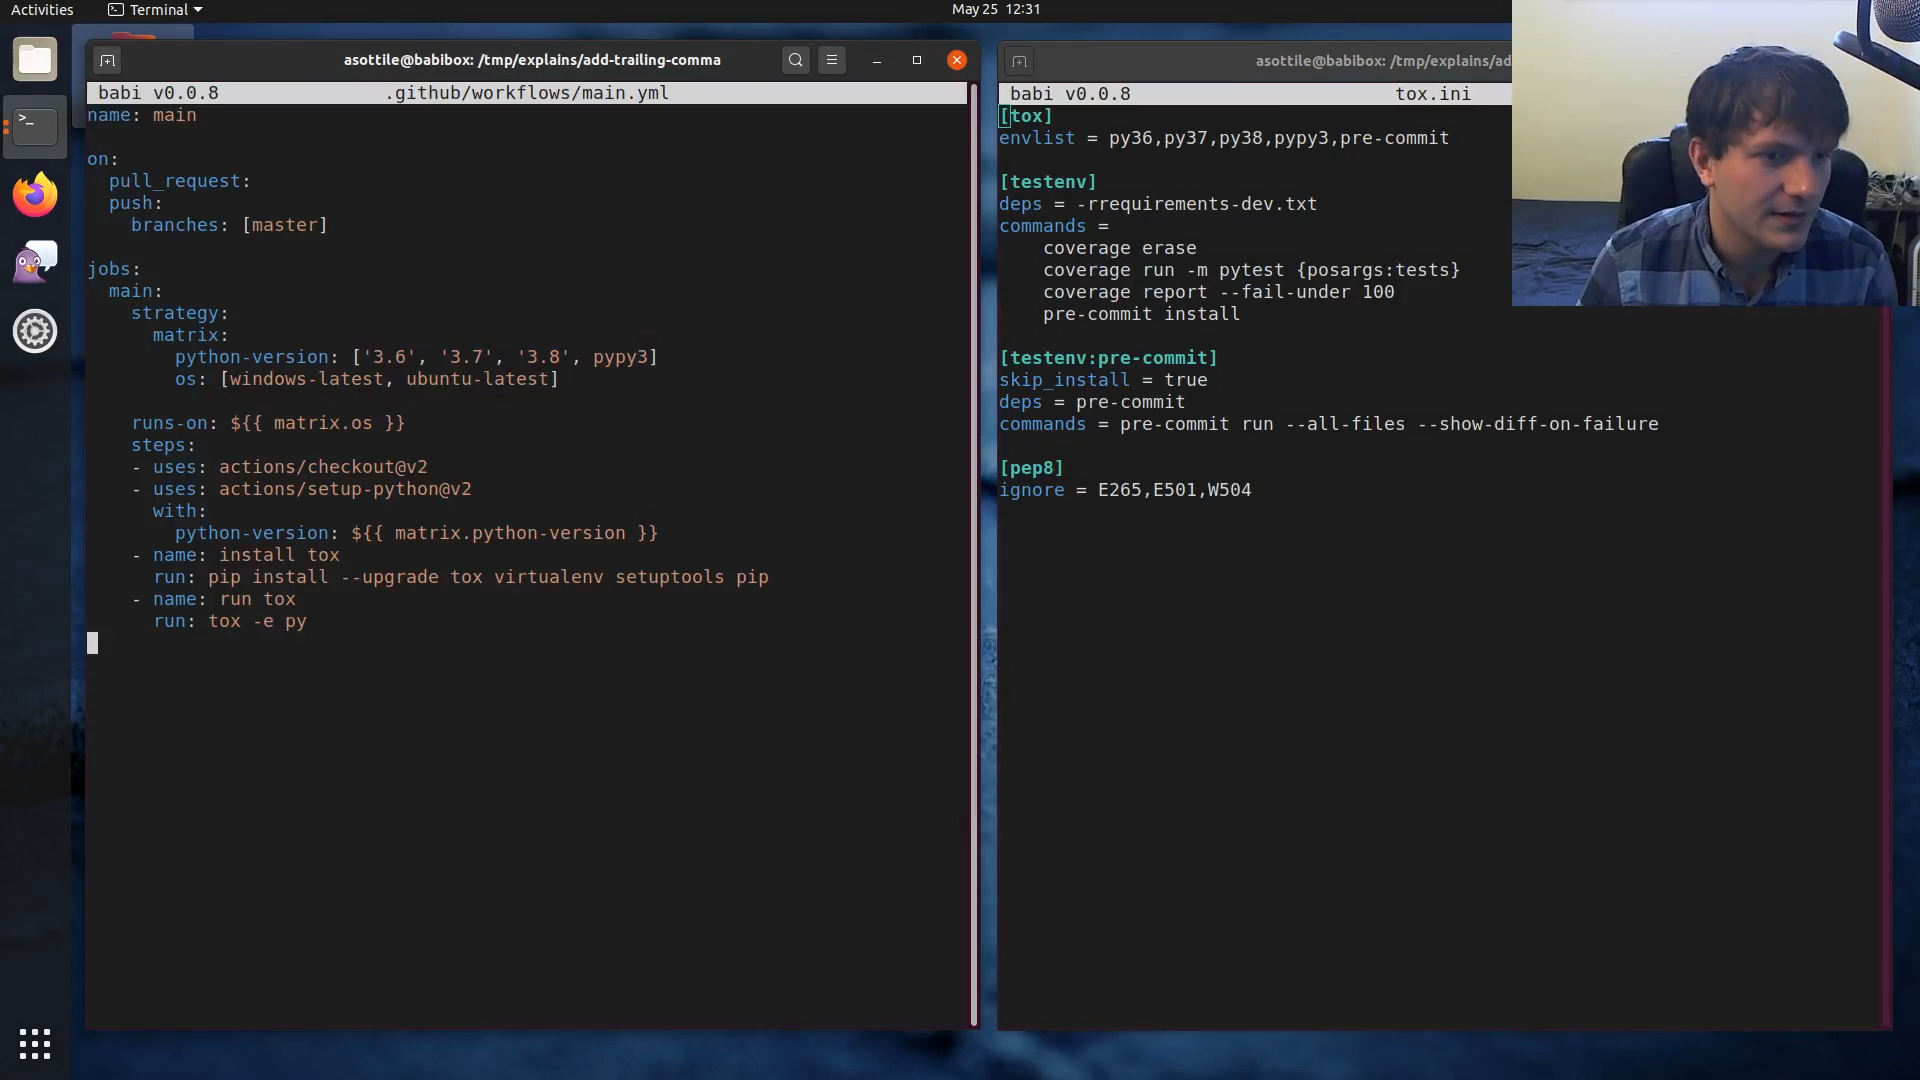 Activities
Terminal
May 25 12:31
asottile@babibox: /tmp/explains/add-trailing-comma
babi v0.0.8 .github/workflows/main.yml
name: main
on:
  pull_request:
  push:
    branches: [master]
jobs:
  main:
    strategy:
      matrix:
        python-version: ['3.6', '3.7', '3.8', pypy3]
        os: [windows-latest, ubuntu-latest]
    runs-on: ${{ matrix.os }}
    steps:
    - uses: actions/checkout@v2
    - uses: actions/setup-python@v2
      with:
        python-version: ${{ matrix.python-version }}
    - name: install tox
      run: pip install --upgrade tox virtualenv setuptools pip
    - name: run tox
      run: tox -e py
asottile@babibox: /tmp/explains/ad
babi v0.0.8 tox.ini
[tox]
envlist = py36,py37,py38,pypy3,pre-commit
[testenv]
deps = -rrequirements-dev.txt
commands =
    coverage erase
    coverage run -m pytest {posargs:tests}
    coverage report --fail-under 100
    pre-commit install
[testenv:pre-commit]
skip_install = true
deps = pre-commit
commands = pre-commit run --all-files --show-diff-on-failure
[pep8]
ignore = E265,E501,W504